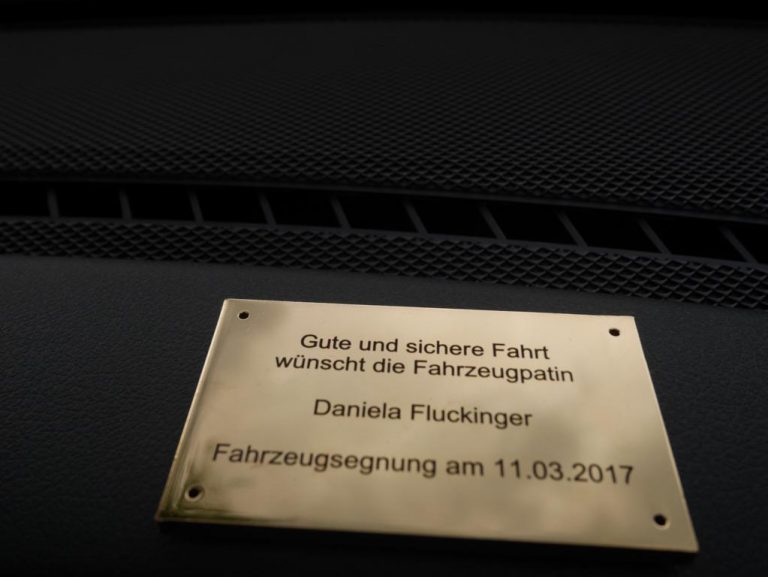 Gute und sichere Fahrt
wünscht die Fahrzeugpatin
Daniela Fluckinger
Fahrzeugsegnung am 11.03.2017